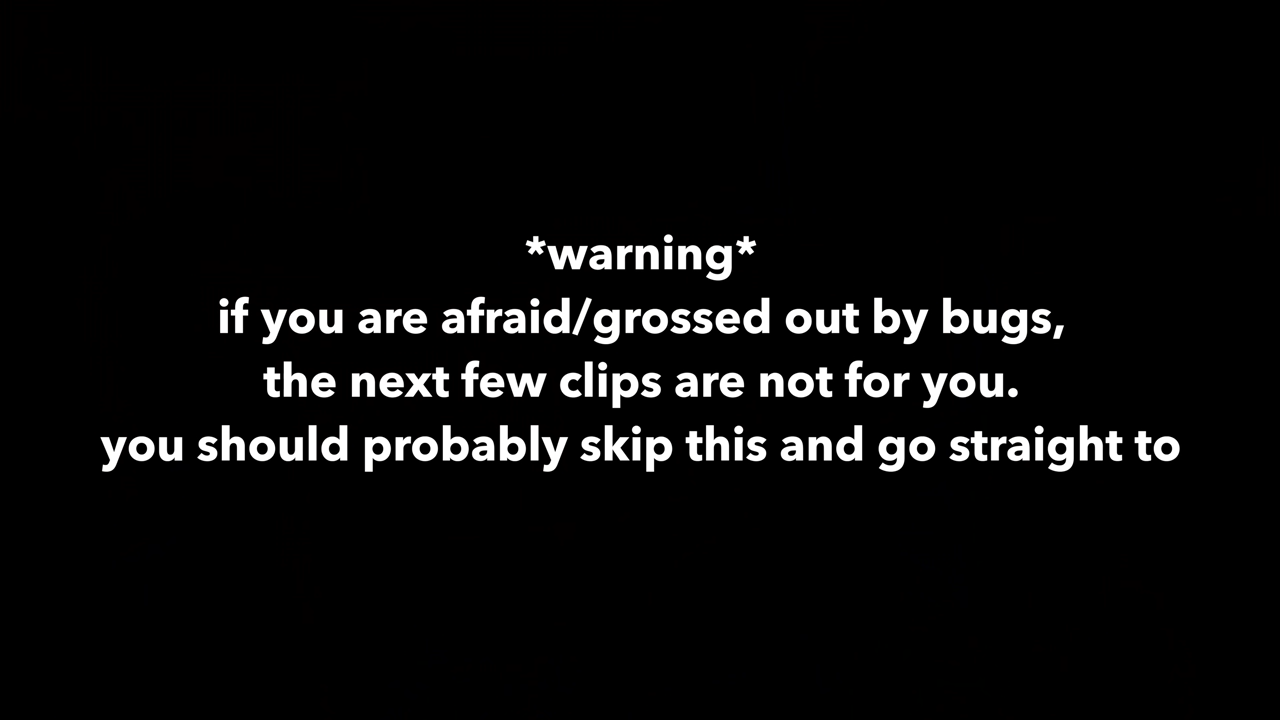 *warning*
if you are afraid/grossed out by bugs,
the next few clips are not for you.
you should probably skip this and go straight to